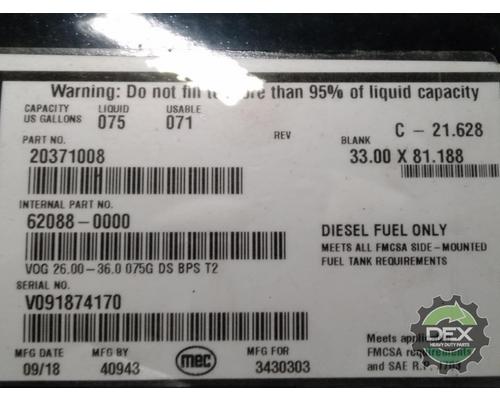 Warning: Do not fill to more than 95% of liquid capacity
CAPACITY LIQUID USABLE
US GALLONS 075 071
REV BLANK C - 21.628
PART NO. 33.00 X 81.188
20371008
INTERNAL PART NO.
62088-0000
DIESEL FUEL ONLY
MEETS ALL FMCSA SIDE-MOUNTED
FUEL TANK REQUIREMENTS
VOG 26.00-36.0 075G DS BPS T2
SERIAL NO.
V091874170
MFG DATE MFG BY mec MFG FOR
09/18 40943 3430303
Meets
FMCSA requirements
and SAE R.P.
DEX
HEAVY DUTY PARTS